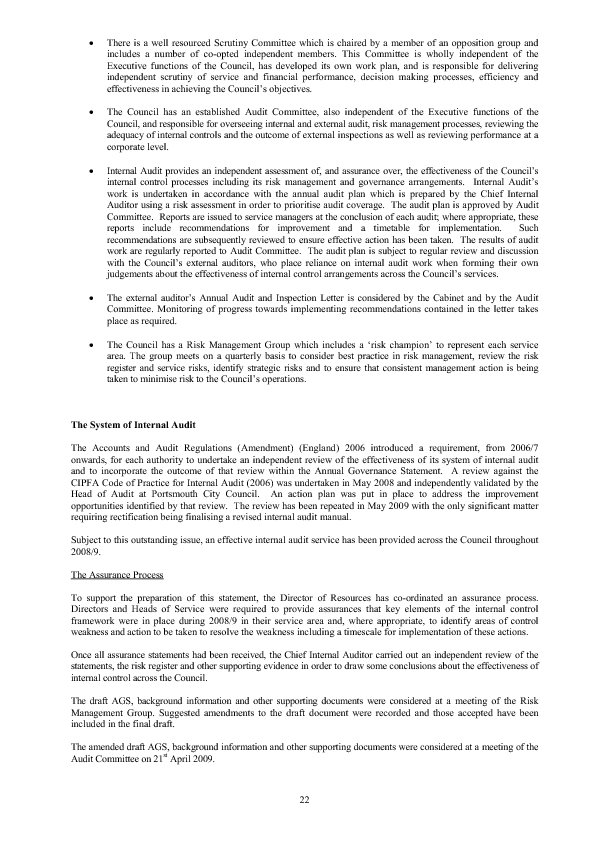 • There is a well resourced Scrutiny Committee which is chaired by a member of an opposition group and
includes a number of co-opted independent members. This Committee is wholly independent of the
Executive functions of the Council, has developed its own work plan, and is responsible for delivering
independent scrutiny of service and financial performance, decision making processes, efficiency and
effectiveness in achieving the Council's objectives.
• The Council has an established Audit Committee, also independent of the Executive functions of the
Council, and responsible for overseeing internal and external audit, risk management processes, reviewing the
adequacy of internal controls and the outcome of external inspections as well as reviewing performance at a
corporate level.
• Internal Audit provides an independent assessment of, and assurance over, the effectiveness of the Council's
internal control processes including its risk management and governance arrangements. Internal Audit's
work is undertaken in accordance with the annual audit plan which is prepared by the Chief Internal
Auditor using a risk assessment in order to prioritise audit coverage. The audit plan is approved by Audit
Committee. Reports are issued to service managers at the conclusion of each audit; where appropriate, these
reports include recommendations for improvement and a timetable for implementation. Such
recommendations are subsequently reviewed to ensure effective action has been taken. The results of audit
work are regularly reported to Audit Committee. The audit plan is subject to regular review and discussion
with the Council's external auditors, who place reliance on internal audit work when forming their own
judgements about the effectiveness of internal control arrangements across the Council's services.
• The external auditor's Annual Audit and Inspection Letter is considered by the Cabinet and by the Audit
Committee. Monitoring of progress towards implementing recommendations contained in the letter takes
place as required.
• The Council has a Risk Management Group which includes a 'risk champion' to represent each service
area. The group meets on a quarterly basis to consider best practice in risk management, review the risk
register and service risks, identify strategic risks and to ensure that consistent management action is being
taken to minimise risk to the Council's operations.
The System of Internal Audit
The Accounts and Audit Regulations (Amendment) (England) 2006 introduced a requirement, from 2006/7
onwards, for each authority to undertake an independent review of the effectiveness of its system of internal audit
and to incorporate the outcome of that review within the Annual Governance Statement. A review against the
CIPFA Code of Practice for Internal Audit (2006) was undertaken in May 2008 and independently validated by the
Head of Audit at Portsmouth City Council. An action plan was put in place to address the improvement
opportunities identified by that review. The review has been repeated in May 2009 with the only significant matter
requiring rectification being finalising a revised internal audit manual.
Subject to this outstanding issue, an effective internal audit service has been provided across the Council throughout
2008/9.
The Assurance Process
To support the preparation of this statement, the Director of Resources has co-ordinated an assurance process.
Directors and Heads of Service were required to provide assurances that key elements of the internal control
framework were in place during 2008/9 in their service area and, where appropriate, to identify areas of control
weakness and action to be taken to resolve the weakness including a timescale for implementation of these actions.
Once all assurance statements had been received, the Chief Internal Auditor carried out an independent review of the
statements, the risk register and other supporting evidence in order to draw some conclusions about the effectiveness of
internal control across the Council.
The draft AGS, background information and other supporting documents were considered at a meeting of the Risk
Management Group. Suggested amendments to the draft document were recorded and those accepted have been
included in the final draft.
The amended draft AGS, background information and other supporting documents were considered at a meeting of the
Audit Committee on 21st April 2009.
22